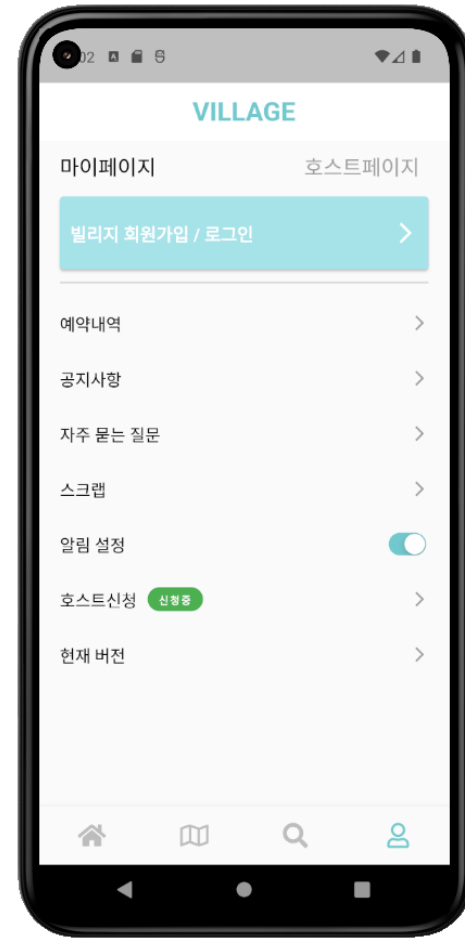 02
VILLAGE
마이페이지 호스트페이지
빌리지 회원가입 / 로그인
예약내역
공지사항
자주 묻는 질문
스크랩
알림 설정
호스트신청 신청중
현재 버전